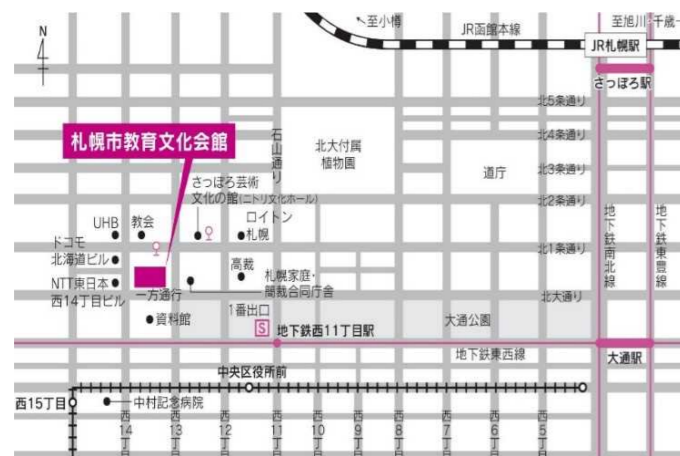 N
←至小樽
JR函館本線
至旭川・千歳→
JR札幌駅
さっぽろ駅
北5条通り
札幌市教育文化会館
石山通り
北大付属
植物園
北4条通り
道庁
北3条通り
さっぽろ芸術
文化の館(ニトリ文化ホール)
北2条通り
UHB
教会
ロイトン
札幌
地下鉄南北線
地下鉄東豊線
ドコモ
北海道ビル
北1条通り
高裁
NTT東日本
西14丁目ビル
一方通行
札幌家庭・
簡裁合同庁舎
北大通り
資料館
1番出口
S
地下鉄西11丁目駅
大通公園
地下鉄東西線
大通駅
中央区役所前
西15丁目
中村記念病院
西14丁目
西13丁目
西12丁目
西11丁目
西10丁目
西9丁目
西8丁目
西7丁目
西6丁目
西5丁目